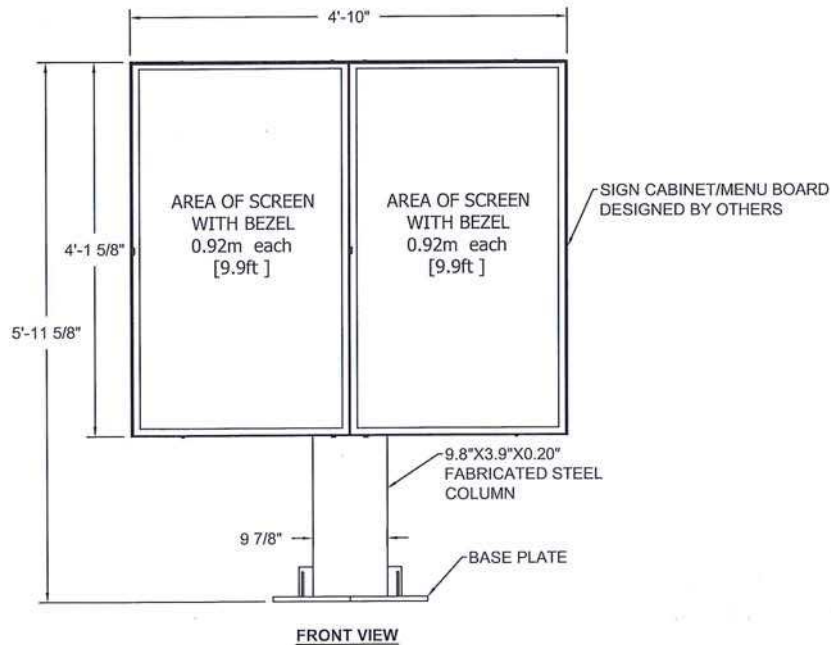 4'-10"
AREA OF SCREEN
WITH BEZEL
0.92m each
[9.9ft ]
AREA OF SCREEN
WITH BEZEL
0.92m each
[9.9ft ]
SIGN CABINET/MENU BOARD
DESIGNED BY OTHERS
4'-1 5/8"
5'-11 5/8"
9.8"X3.9"X0.20"
FABRICATED STEEL
COLUMN
9 7/8"
BASE PLATE
FRONT VIEW